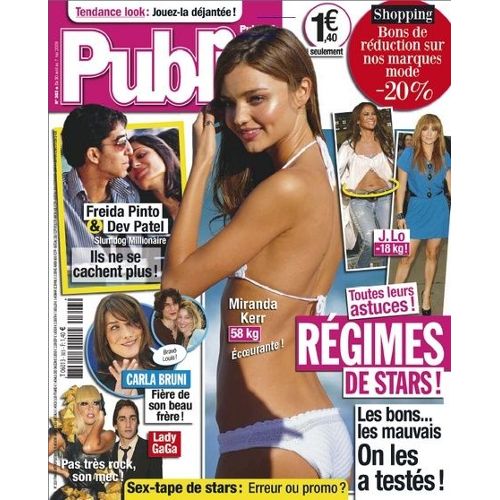 Tendance look : Jouez-la déjantée !
Publi
1€
,40
seulement
Shopping
Bons de
réduction sur
nos marques
mode
-20%
Freida Pinto
& Dev Patel
Slumdog Millionaire
Ils ne se
cachent plus !
J.Lo
-18 kg !
Miranda
Kerr
58 kg
Écœurante !
Toutes leurs
astuces !
RÉGIMES
DE STARS !
Bravo
Louis !
CARLA BRUNI
Fière de
son beau
frère !
Les bons...
les mauvais
On les
a testés !
Lady
GaGa
Pas très rock,
son mec !
Sex-tape de stars : Erreur ou promo ?